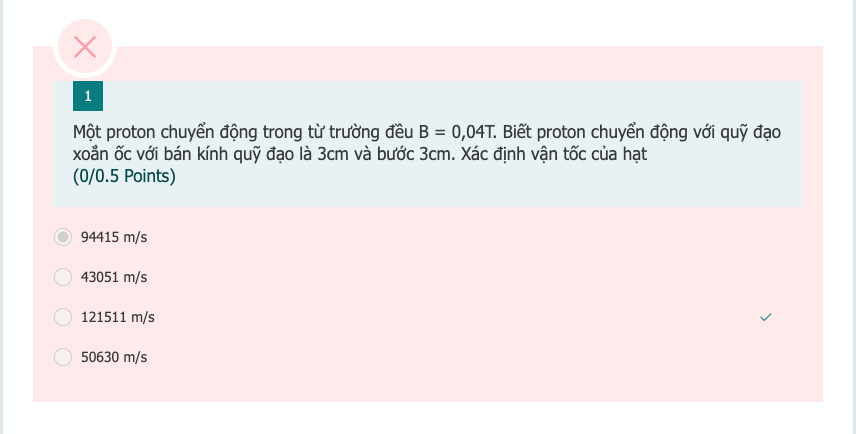 1
Một proton chuyển động trong từ trường đều B = 0,04T. Biết proton chuyển động với quỹ đạo
xoắn ốc với bán kính quỹ đạo là 3cm và bước 3cm. Xác định vận tốc của hạt
(0/0.5 Points)
94415 m/s
43051 m/s
121511 m/s
50630 m/s